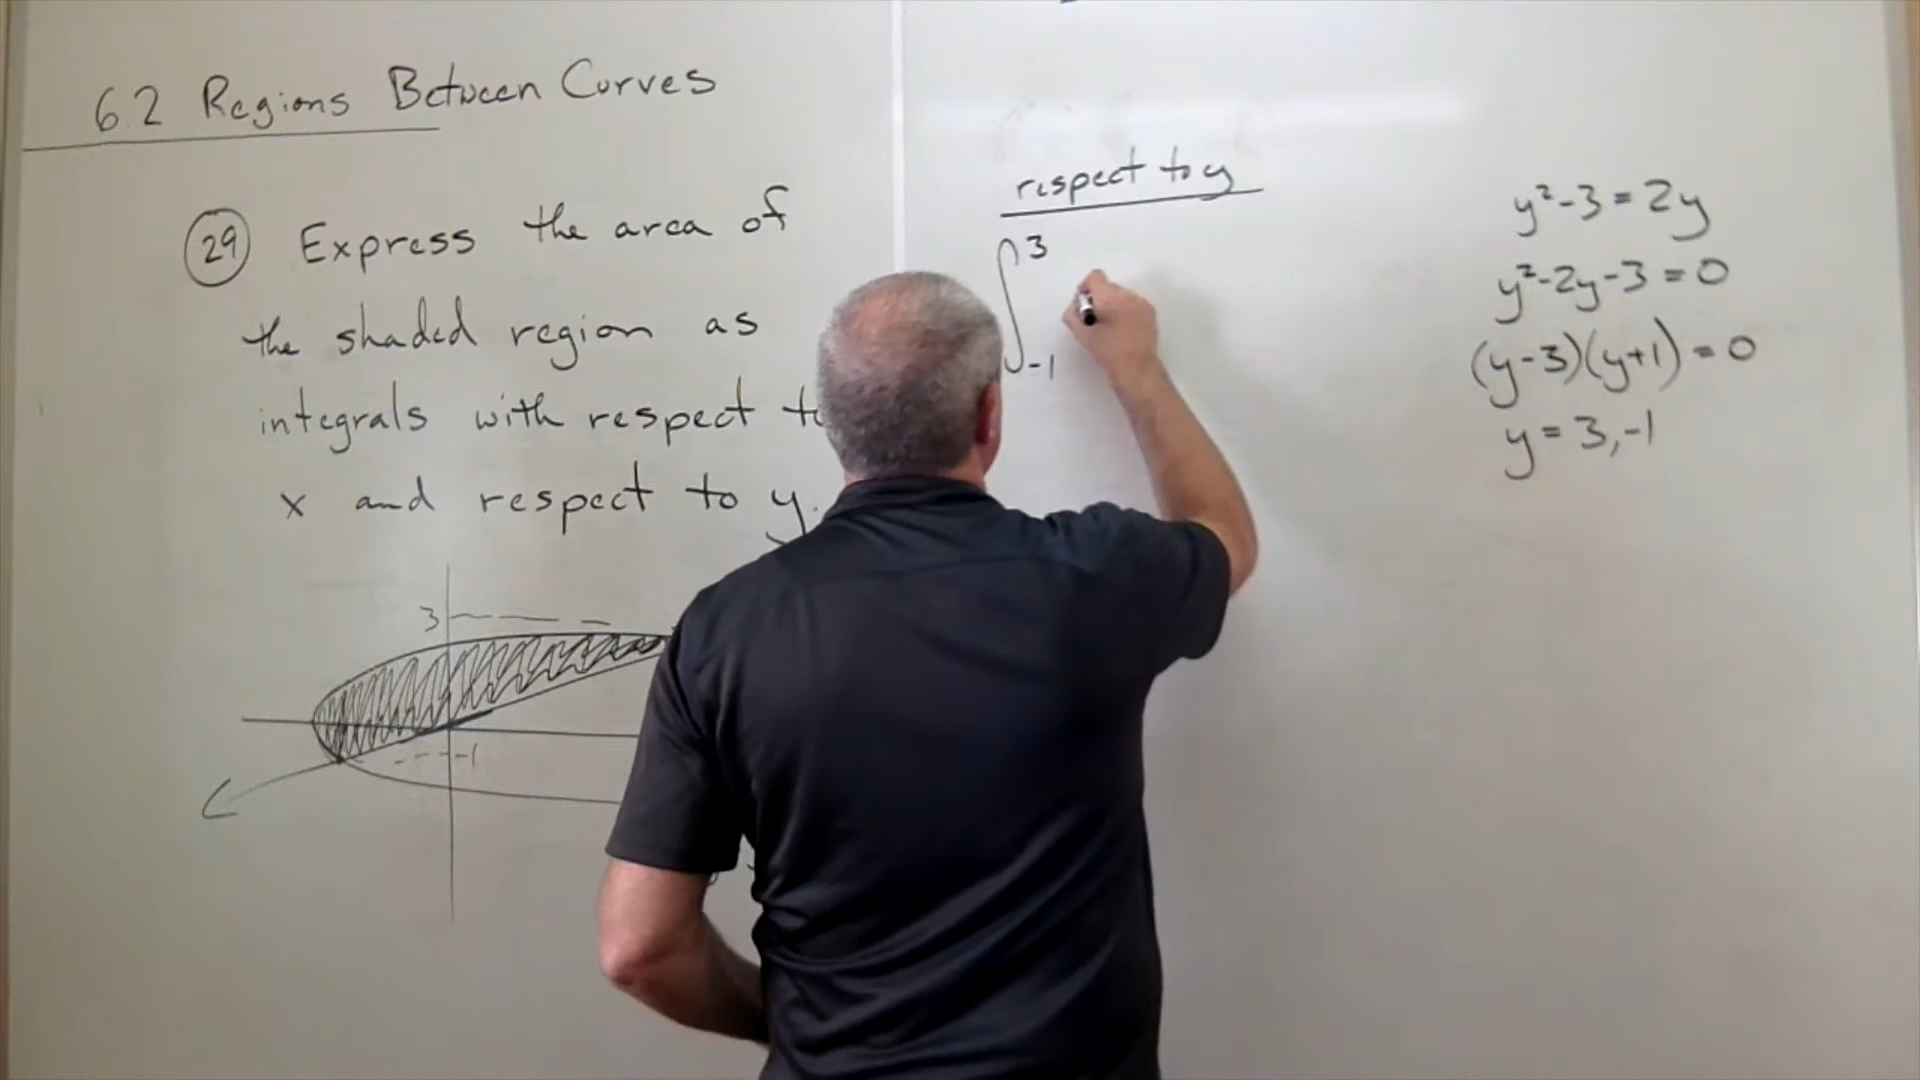 6.2 Regions Between Curves
29 Express the area of
the shaded region as
integrals with respect to
x and respect to y.
3
-1
respect to y
∫ 3
-1
y²-3=2y
y²-2y-3=0
(y-3)(y+1)=0
y=3,-1